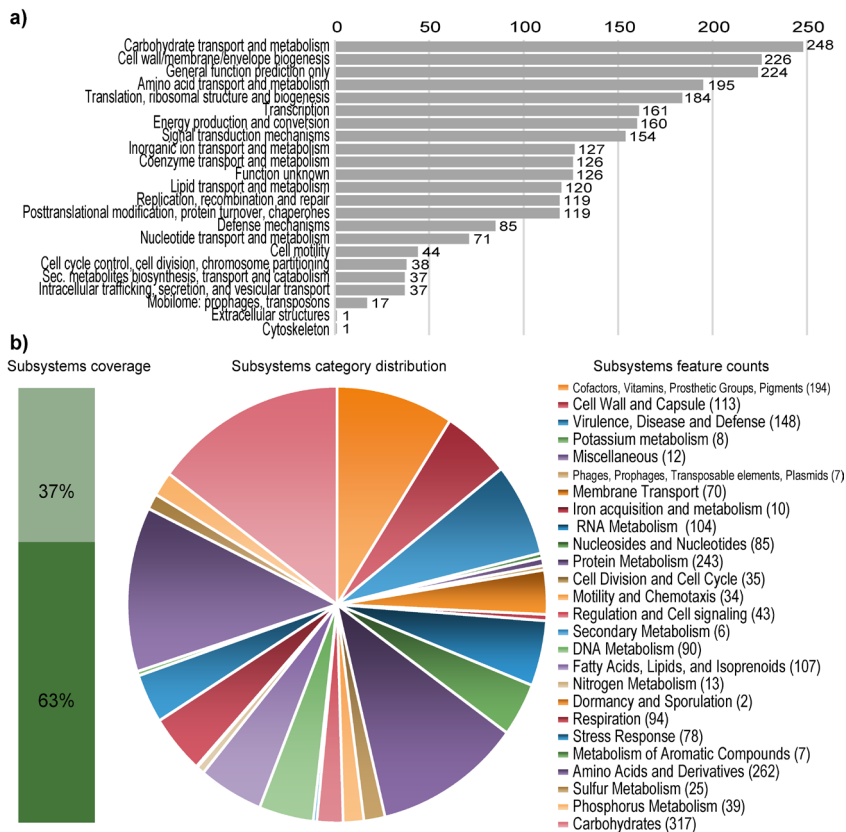 a)
0 50 100 150 200 250
Carbohydrate transport and metabolism 248
Cell wall/membrane/envelope biogenesis 226
General function prediction only 224
Amino acid transport and metabolism 195
Translation, ribosomal structure and biogenesis 184
Transcription 161
Energy production and conversion 160
Signal transduction mechanisms 154
Inorganic ion transport and metabolism 127
Coenzyme transport and metabolism 126
Function unknown 126
Lipid transport and metabolism 120
Replication, recombination and repair 119
Posttranslational modification, protein turnover, chaperones 119
Defense mechanisms 85
Nucleotide transport and metabolism 71
Cell motility 44
Cell cycle control, cell division, chromosome partitioning 38
Sec. metabolites biosynthesis, transport and catabolism 37
Intracellular trafficking, secretion, and vesicular transport 37
Mobilome: prophages, transposons 17
Extracellular structures 1
Cytoskeleton 1
b)
Subsystems coverage
37%
63%
Subsystems category distribution
Subsystems feature counts
Cofactors, Vitamins, Prosthetic Groups, Pigments (194)
Cell Wall and Capsule (113)
Virulence, Disease and Defense (148)
Potassium metabolism (8)
Miscellaneous (12)
Phages, Prophages, Transposable elements, Plasmids (7)
Membrane Transport (70)
Iron acquisition and metabolism (10)
RNA Metabolism (104)
Nucleosides and Nucleotides (85)
Protein Metabolism (243)
Cell Division and Cell Cycle (35)
Motility and Chemotaxis (34)
Regulation and Cell signaling (43)
Secondary Metabolism (6)
DNA Metabolism (90)
Fatty Acids, Lipids, and Isoprenoids (107)
Nitrogen Metabolism (13)
Dormancy and Sporulation (2)
Respiration (94)
Stress Response (78)
Metabolism of Aromatic Compounds (7)
Amino Acids and Derivatives (262)
Sulfur Metabolism (25)
Phosphorus Metabolism (39)
Carbohydrates (317)